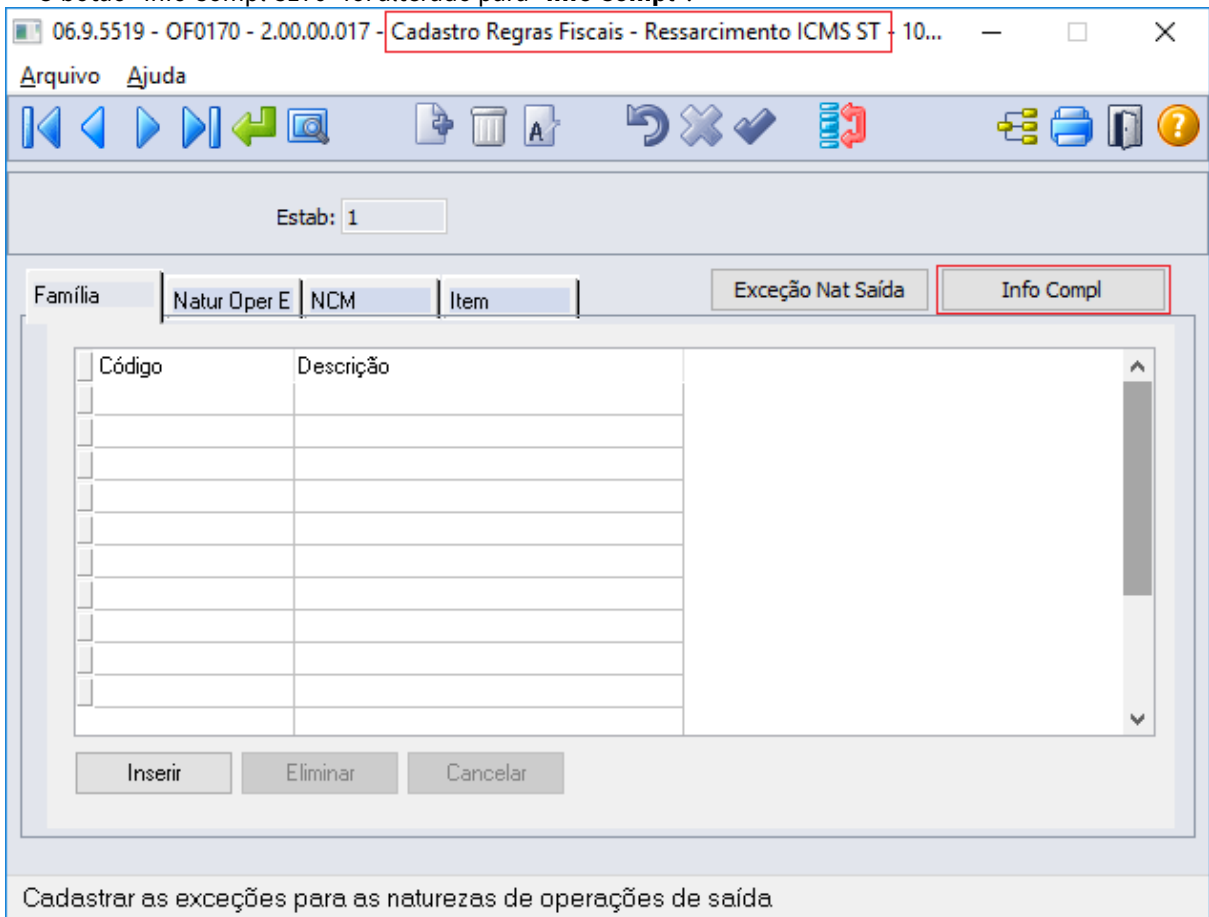 06.9.5519 - OF0170 - 2.00.00.017 - Cadastro Regras Fiscais - Ressarcimento ICMS ST - 10...
Arquivo Ajuda
A
?
Estab: 1
Família Natur Oper E NCM Item Exceção Nat Saída Info Compl
Código Descrição
Inserir Eliminar Cancelar
Cadastrar as exceções para as naturezas de operações de saída